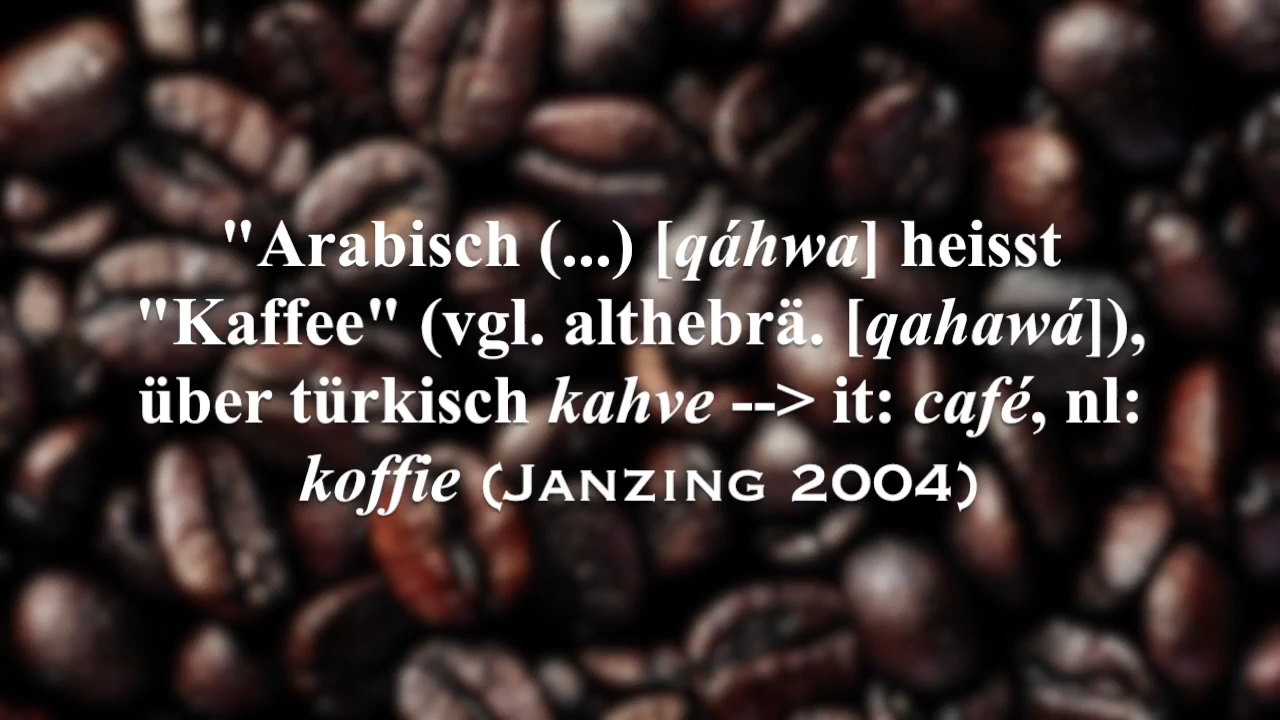 "Arabisch (...) [qáhwa] heisst
"Kaffee" (vgl. althebrä. [qahawá]),
über türkisch kahve --> it: café, nl:
koffie (JANZING 2004)